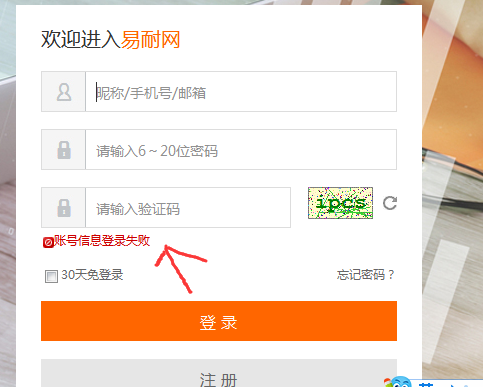 欢迎进入易耐网
昵称/手机号/邮箱
请输入6～20位密码
请输入验证码
ipcs
账号信息登录失败
30天免登录
忘记密码？
登 录
注 册